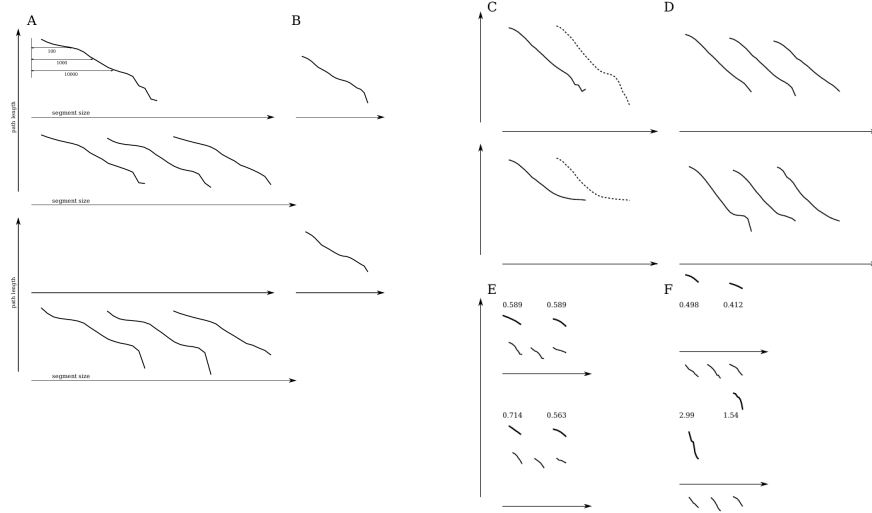 A
B
100
1000
10000
path length
segment size
segment size
path length
segment size
C
D
E
0.589 0.589
0.714 0.563
F
0.498 0.412
2.99 1.54